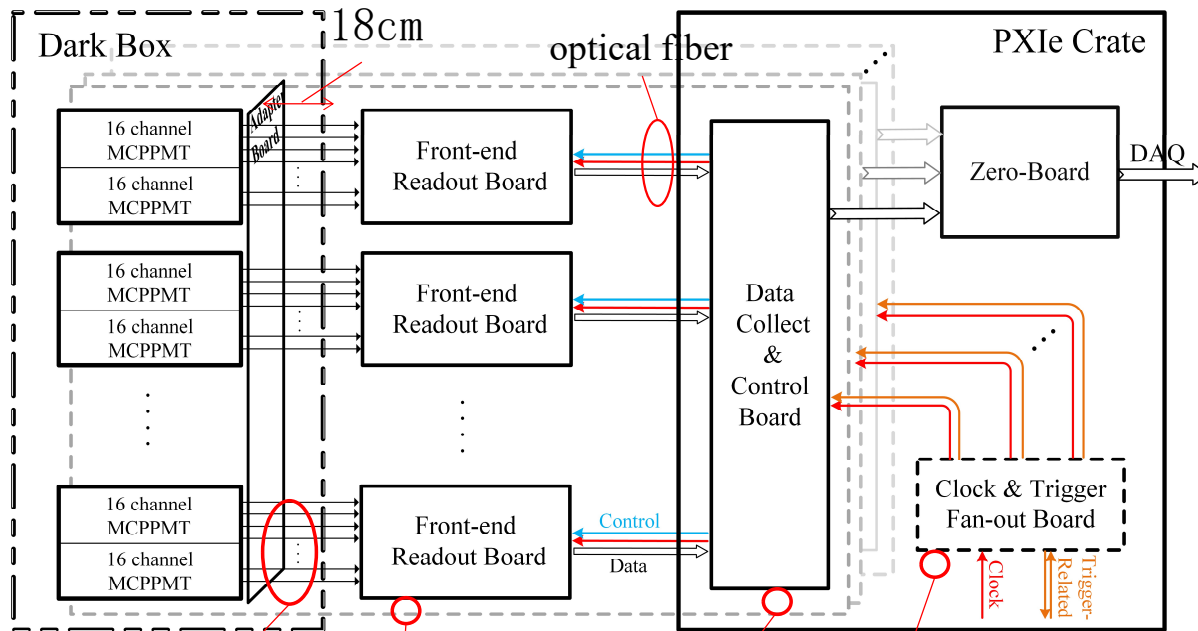 Dark Box
18cm
optical fiber
PXIe Crate
Adapter
Board
16 channel
MCPPMT
16 channel
MCPPMT
Front-end
Readout Board
Zero-Board
DAQ
16 channel
MCPPMT
16 channel
MCPPMT
Front-end
Readout Board
Data
Collect
&
Control
Board
16 channel
MCPPMT
16 channel
MCPPMT
Front-end
Readout Board
Control
Data
Clock & Trigger
Fan-out Board
Clock
Trigger-
Related